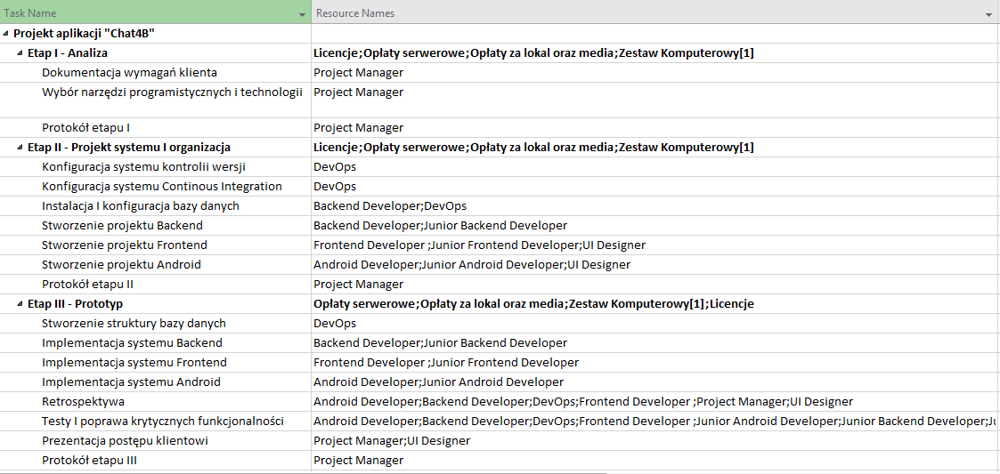 Task Name Resource Names
Projekt aplikacji "Chat4B"
Etap I - Analiza Licencje;Opłaty serwerowe;Opłaty za lokal oraz media;Zestaw Komputerowy[1]
Dokumentacja wymagań klienta Project Manager
Wybór narzędzi programistycznych i technologii Project Manager
Protokół etapu I Project Manager
Etap II - Projekt systemu I organizacja Licencje;Opłaty serwerowe;Opłaty za lokal oraz media;Zestaw Komputerowy[1]
Konfiguracja systemu kontrolii wersji DevOps
Konfiguracja systemu Continous Integration DevOps
Instalacja I konfiguracja bazy danych Backend Developer;DevOps
Stworzenie projektu Backend Backend Developer;Junior Backend Developer
Stworzenie projektu Frontend Frontend Developer ;Junior Frontend Developer;UI Designer
Stworzenie projektu Android Android Developer;Junior Android Developer;UI Designer
Protokół etapu II Project Manager
Etap III - Prototyp Opłaty serwerowe;Opłaty za lokal oraz media;Zestaw Komputerowy[1];Licencje
Stworzenie struktury bazy danych DevOps
Implementacja systemu Backend Backend Developer;Junior Backend Developer
Implementacja systemu Frontend Frontend Developer ;Junior Frontend Developer
Implementacja systemu Android Android Developer;Junior Android Developer
Retrospektywa Android Developer;Backend Developer;DevOps;Frontend Developer ;Project Manager;UI Designer
Testy I poprawa krytycznych funkcjonalności Android Developer;Backend Developer;DevOps;Frontend Developer ;Junior Android Developer;Junior Backend Developer;
Prezentacja postępu klientowi Project Manager;UI Designer
Protokół etapu III Project Manager